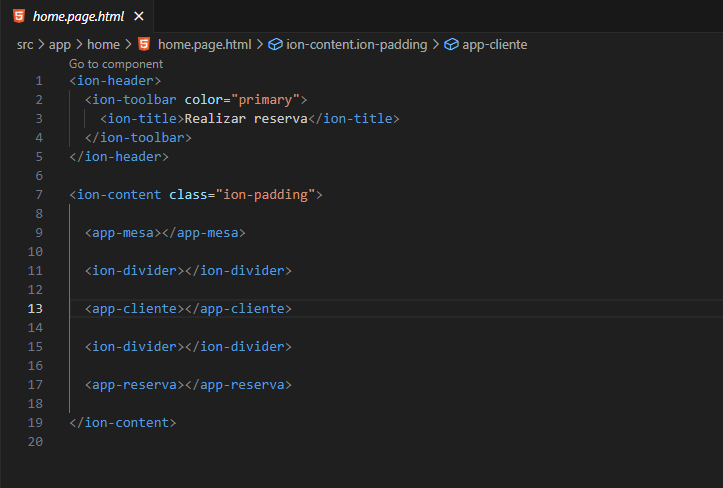 home.page.html ×
src > app > home > home.page.html > ion-content.ion-padding > app-cliente
Go to component
1 <ion-header>
2 <ion-toolbar color="primary">
3 <ion-title>Realizar reserva</ion-title>
4 </ion-toolbar>
5 </ion-header>
6
7 <ion-content class="ion-padding">
8
9 <app-mesa></app-mesa>
10
11 <ion-divider></ion-divider>
12
13 <app-cliente></app-cliente>
14
15 <ion-divider></ion-divider>
16
17 <app-reserva></app-reserva>
18
19 </ion-content>
20